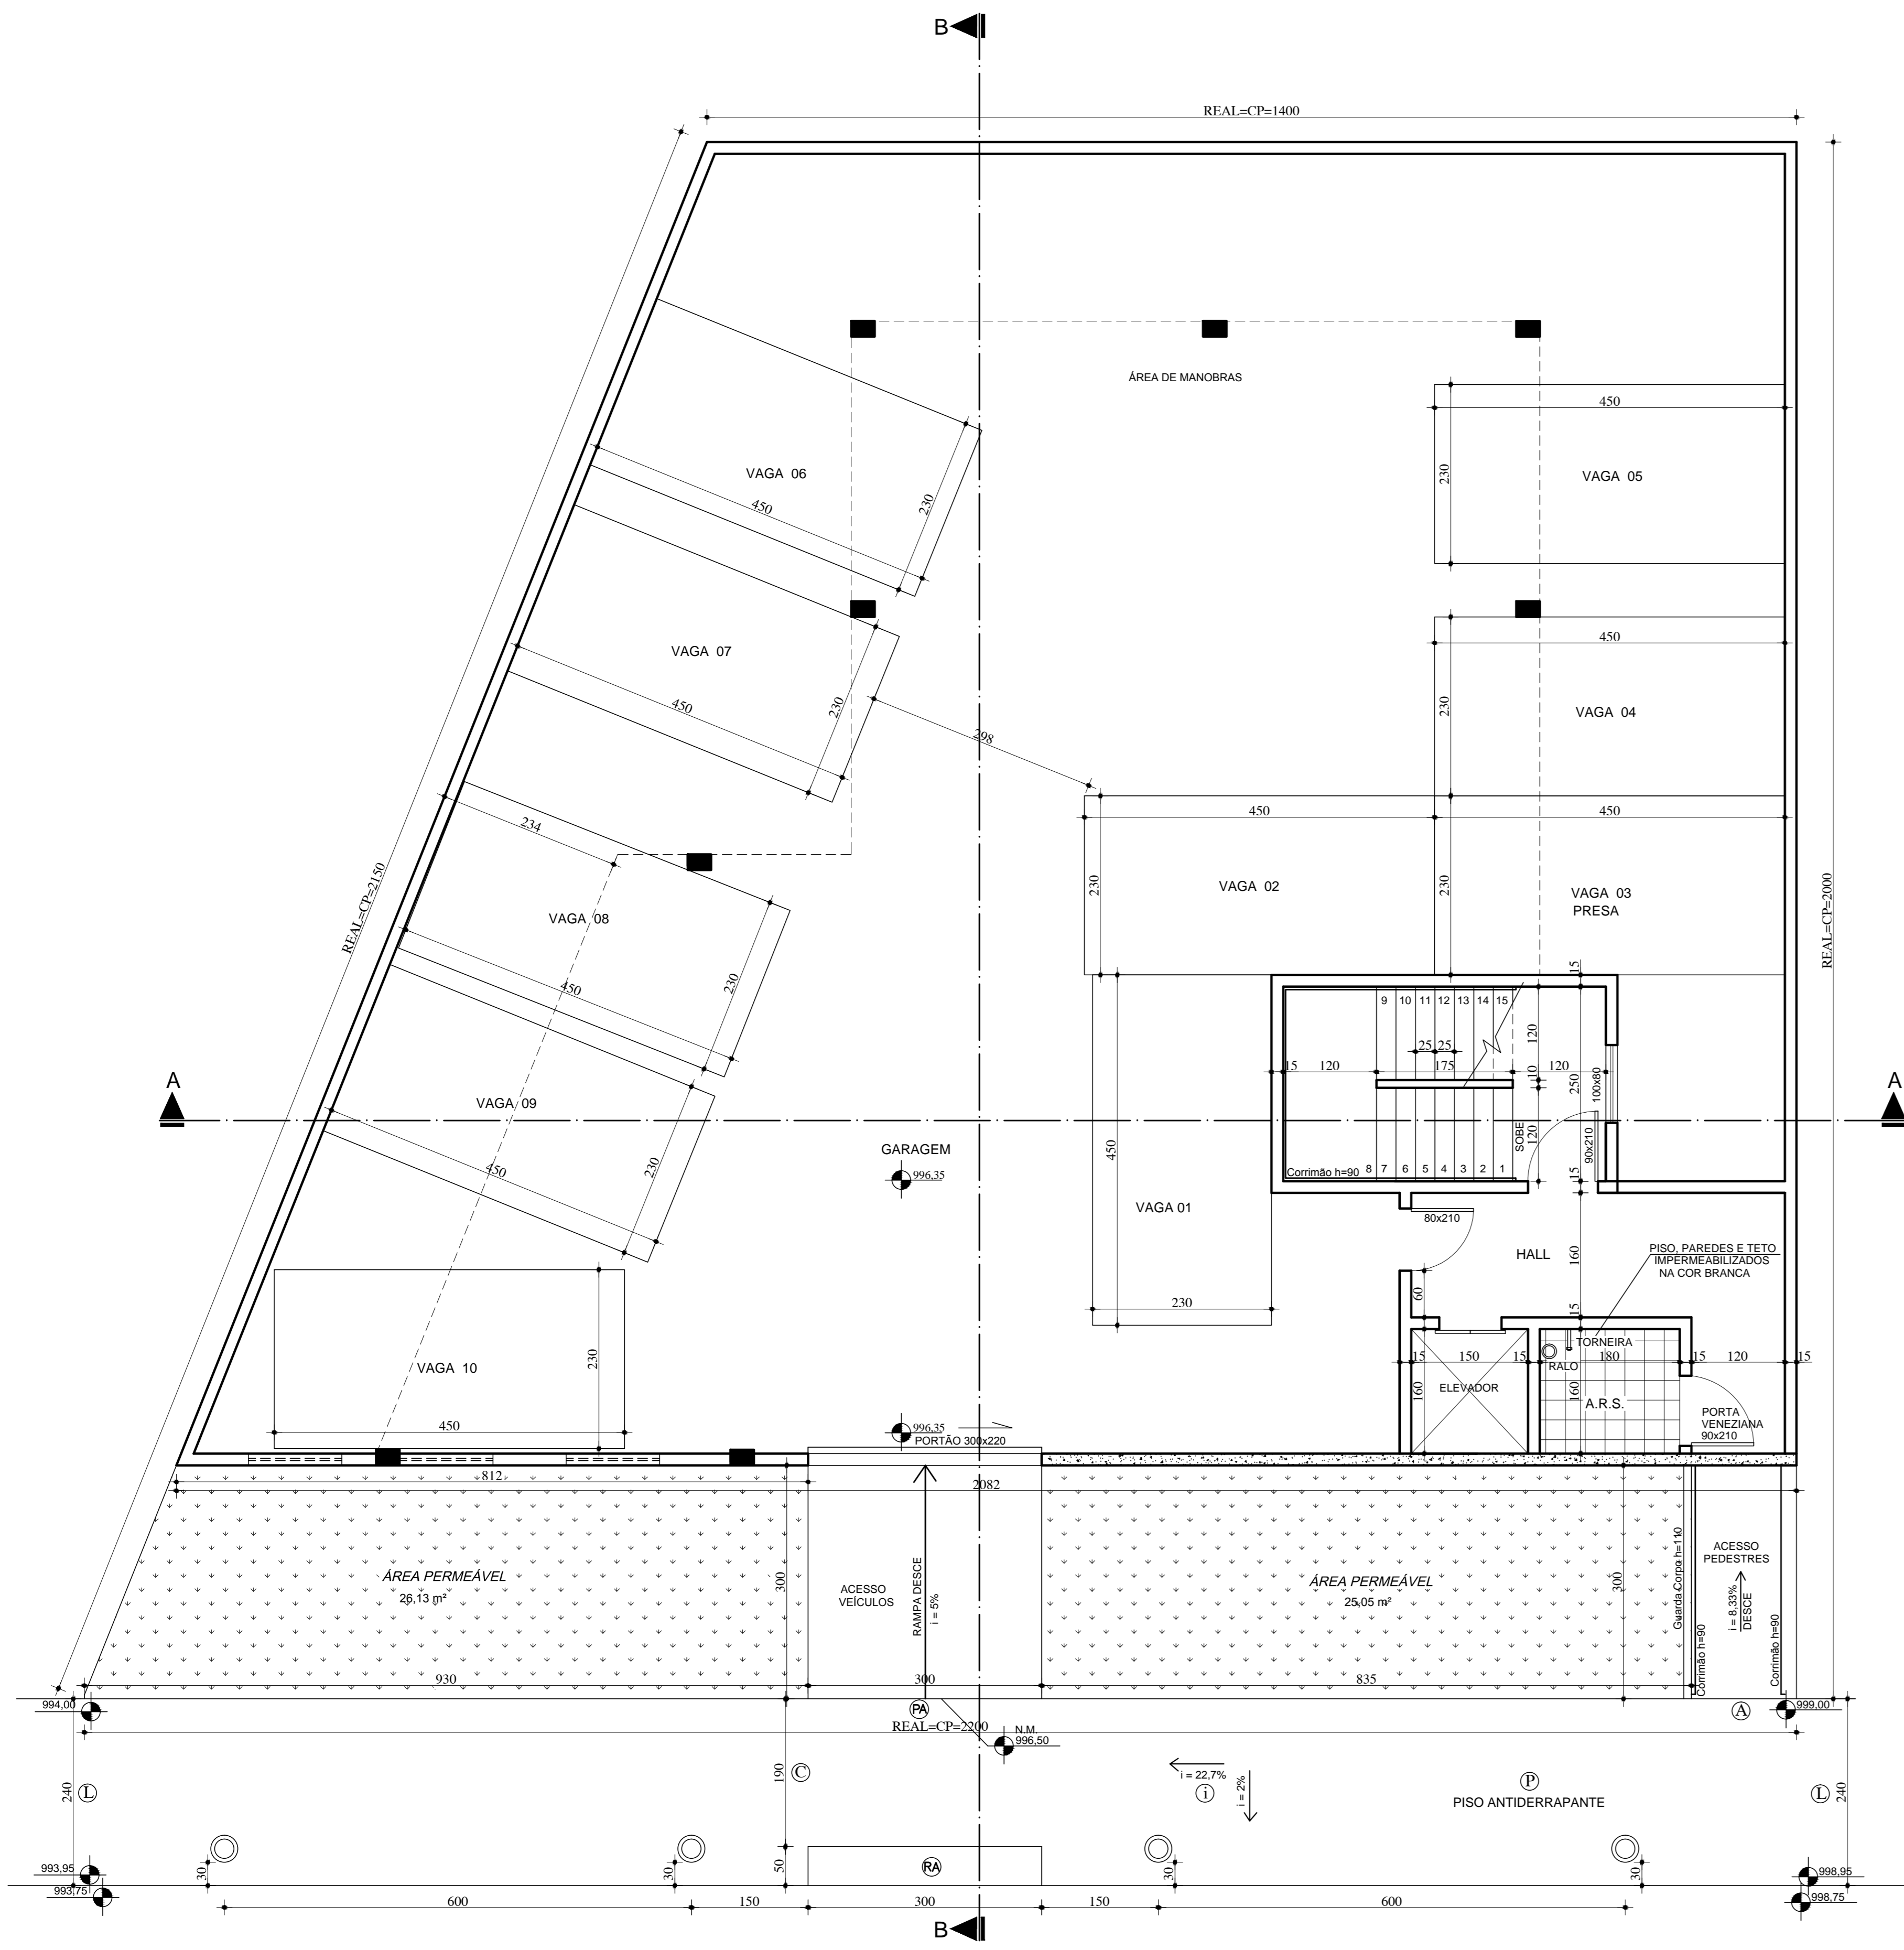 B
REAL=CP=1400
ÁREA DE MANOBRAS
450
230
VAGA 05
VAGA 06
450
230
VAGA 07
450
230
298
450
230
VAGA 04
REAL=CP=2150
REAL=CP=2000
234
VAGA 08
450
230
450
450
230
VAGA 02
230
VAGA 03
PRESA
15
9 10 11 12 13 14 15
25 25
15 120 175 120
120
10
250
100x80
120
SOBE
90x210
15
Corrimão h=90
8 7 6 5 4 3 2 1
A
A
VAGA 09
450
230
GARAGEM
996,35
450
VAGA 01
230
80x210
HALL
160
60
15
PISO, PAREDES E TETO
IMPERMEABILIZADOS
NA COR BRANCA
VAGA 10
230
450
TORNEIRA
RALO
15 150 15 180 15 120 15
160
ELEVADOR
160
A.R.S.
PORTA
VENEZIANA
90x210
996,35
PORTÃO 300x220
812
2082
ÁREA PERMEÁVEL
26,13 m²
300
ACESSO
VEÍCULOS
RAMPA DESCE
i = 5%
ÁREA PERMEÁVEL
25,05 m²
300
Guarda Corpo h=110
Corrimão h=90
ACESSO
PEDESTRES
i = 8,33%
DESCE
Corrimão h=90
930
300
835
994,00
PA
A
999,00
REAL=CP=2200
N.M.
996,50
240
L
190
C
i = 22,7%
i
i = 2%
P
PISO ANTIDERRAPANTE
L
240
993,95
993,75
30
30
50
RA
30
30
998,95
998,75
600
150
300
150
600
B